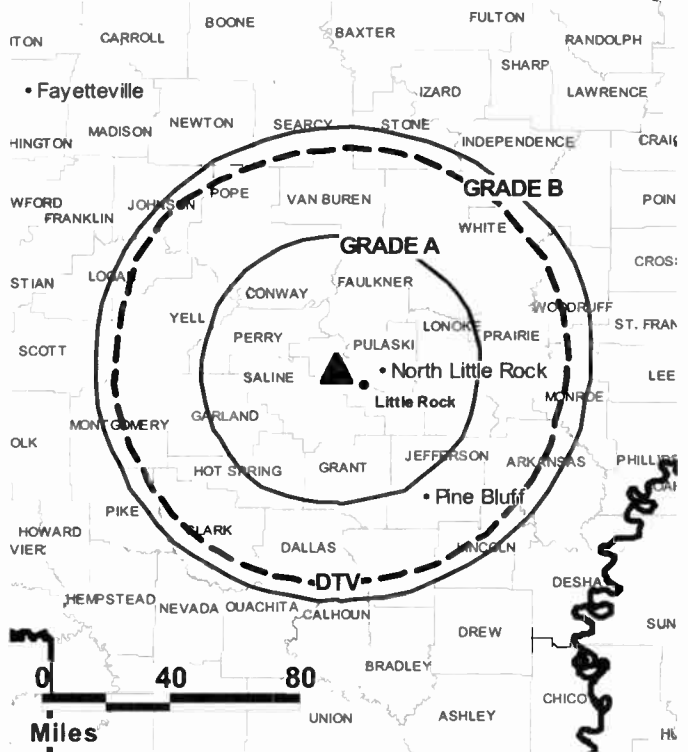 FULTON
BOONE
BAXTER
ITON
CARROLL
RANDOLPH
SHARP
Fayetteville
IZARD
LAWRENCE
NEWTON
SEARCY
STONE
MADISON
HINGTON
INDEPENDENCE
CRAIG
GRADE B
POPE
VAN BUREN
WFORD
JOHNSON
POIN
FRANKLIN
WHITE
GRADE A
CROSS
LOGAN
STIAN
FAULKNER
CONWAY
WOODRUFF
YELL
LONOKE
ST. FRAN
PERRY
PULASKI
PRAIRIE
SCOTT
North Little Rock
SALINE
LEE
Little Rock
MONROE
GARLAND
MONTGOMERY
OLK
JEFFERSON
ARKANSAS
PHILLIPS
HOT SPRING
GRANT
Pine Bluff
PIKE
HOWARD
CLARK
VIER
DALLAS
LINCOLN
DTV
DESHA
HEMPSTEAD
NEVADA
OUACHITA
CALHOUN
SUN
DREW
BRADLEY
0 40 80
CHICO
Miles
UNION
ASHLEY